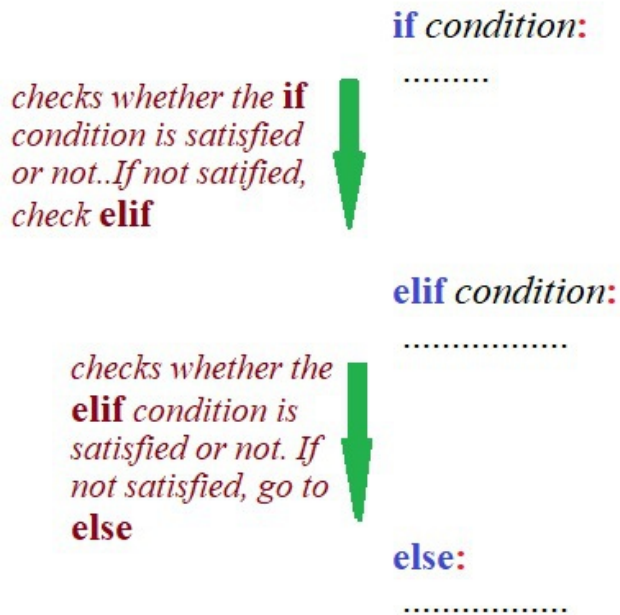 if condition:
.........
checks whether the if
condition is satisfied
or not..If not satified,
check elif
elif condition:
.................
checks whether the
elif condition is
satisfied or not. If
not satisfied, go to
else
else:
.................